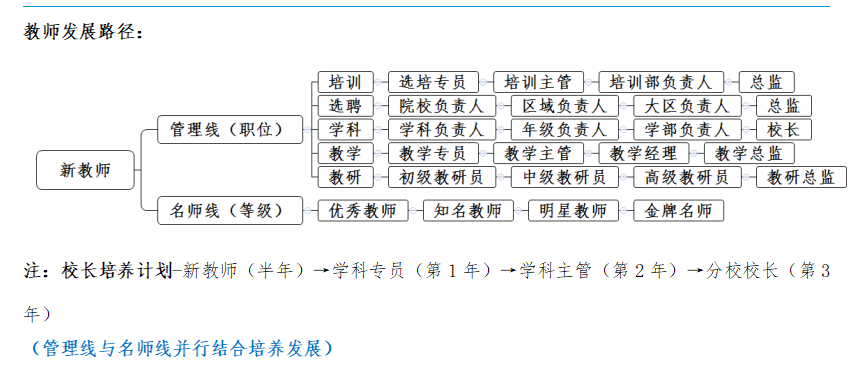 教师发展路径：
培训 选培专员 培训主管 培训部负责人 总监
选聘 院校负责人 区域负责人 大区负责人 总监
管理线（职位） 学科 学科负责人 年级负责人 学部负责人 校长
教学 教学专员 教学主管 教学经理 教学总监
新教师
教研 初级教研员 中级教研员 高级教研员 教研总监
名师线（等级） 优秀教师 知名教师 明星教师 金牌名师
注：校长培养计划-新教师（半年）→学科专员（第 1 年）→学科主管（第 2 年）→分校校长（第 3
年）
（管理线与名师线并行结合培养发展）